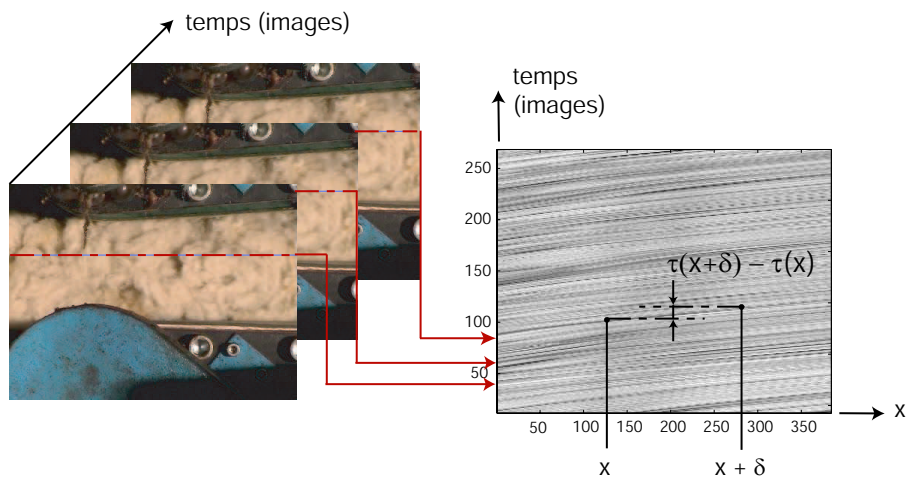 temps (images)
temps
(images)
250
200
150
100
50
τ(x+δ) – τ(x)
50 100 150 200 250 300 350
x
x
x + δ